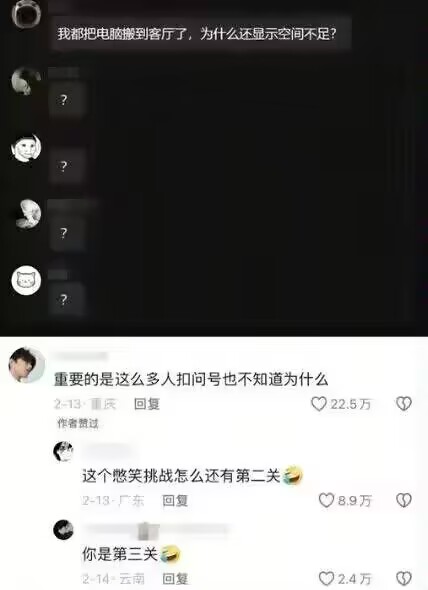 我都把电脑搬到客厅了，为什么还显示空间不足？
？
？
？
？
重要的是这么多人扣问号也不知道为什么
2-13·重庆 回复 22.5万
作者赞过
这个憋笑挑战怎么还有第二关🤣
2-13·广东 回复 8.9万
你是第三关🤣
2-14·云南 回复 2.4万